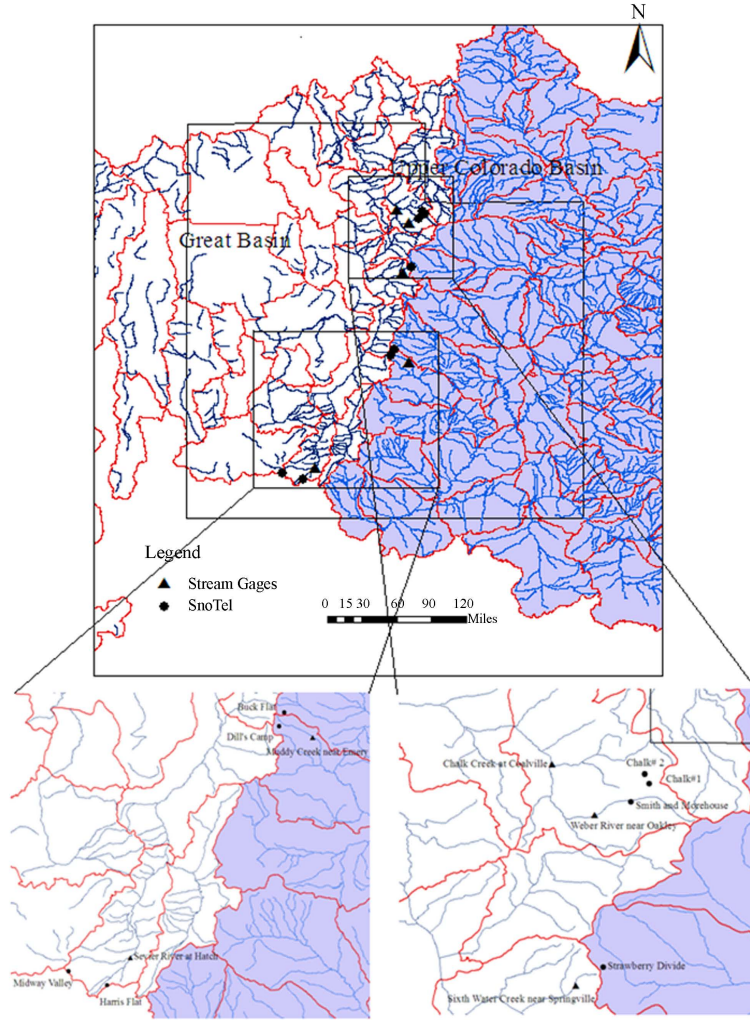 N
Upper Colorado Basin
Great Basin
Legend
Stream Gages
SnoTel
0 15 30 60 90 120
Miles
Buck Flat
Dill's Camp
Muddy Creek near Emery
Sevier River at Hatch
Midway Valley
Harris Flat
Chalk Creek at Coalville
Chalk# 2
Chalk#1
Smith and Morehouse
Weber River near Oakley
Strawberry Divide
Sixth Water Creek near Springville